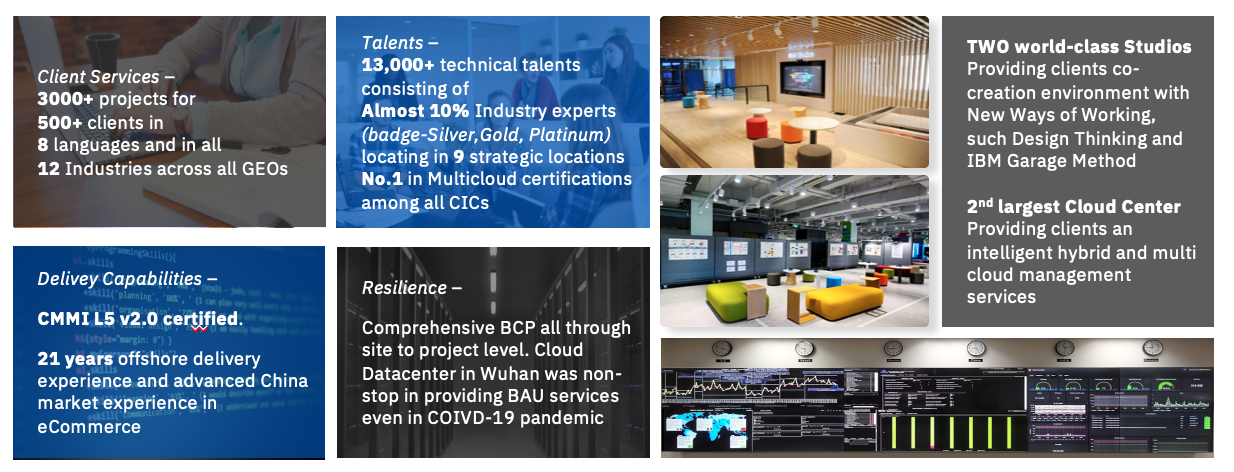 Client Services –
3000+ projects for
500+ clients in
8 languages and in all
12 Industries across all GEOs
Talents –
13,000+ technical talents
consisting of
Almost 10% Industry experts
(badge-Silver,Gold, Platinum)
locating in 9 strategic locations
No.1 in Multicloud certifications
among all CICs
TWO world-class Studios
Providing clients co-
creation environment with
New Ways of Working,
such Design Thinking and
IBM Garage Method
2nd largest Cloud Center
Providing clients an
intelligent hybrid and multi
cloud management
services
Delivey Capabilities –
CMMI L5 v2.0 certified.
21 years offshore delivery
experience and advanced China
market experience in
eCommerce
Resilience –
Comprehensive BCP all through
site to project level. Cloud
Datacenter in Wuhan was non-
stop in providing BAU services
even in COIVD-19 pandemic